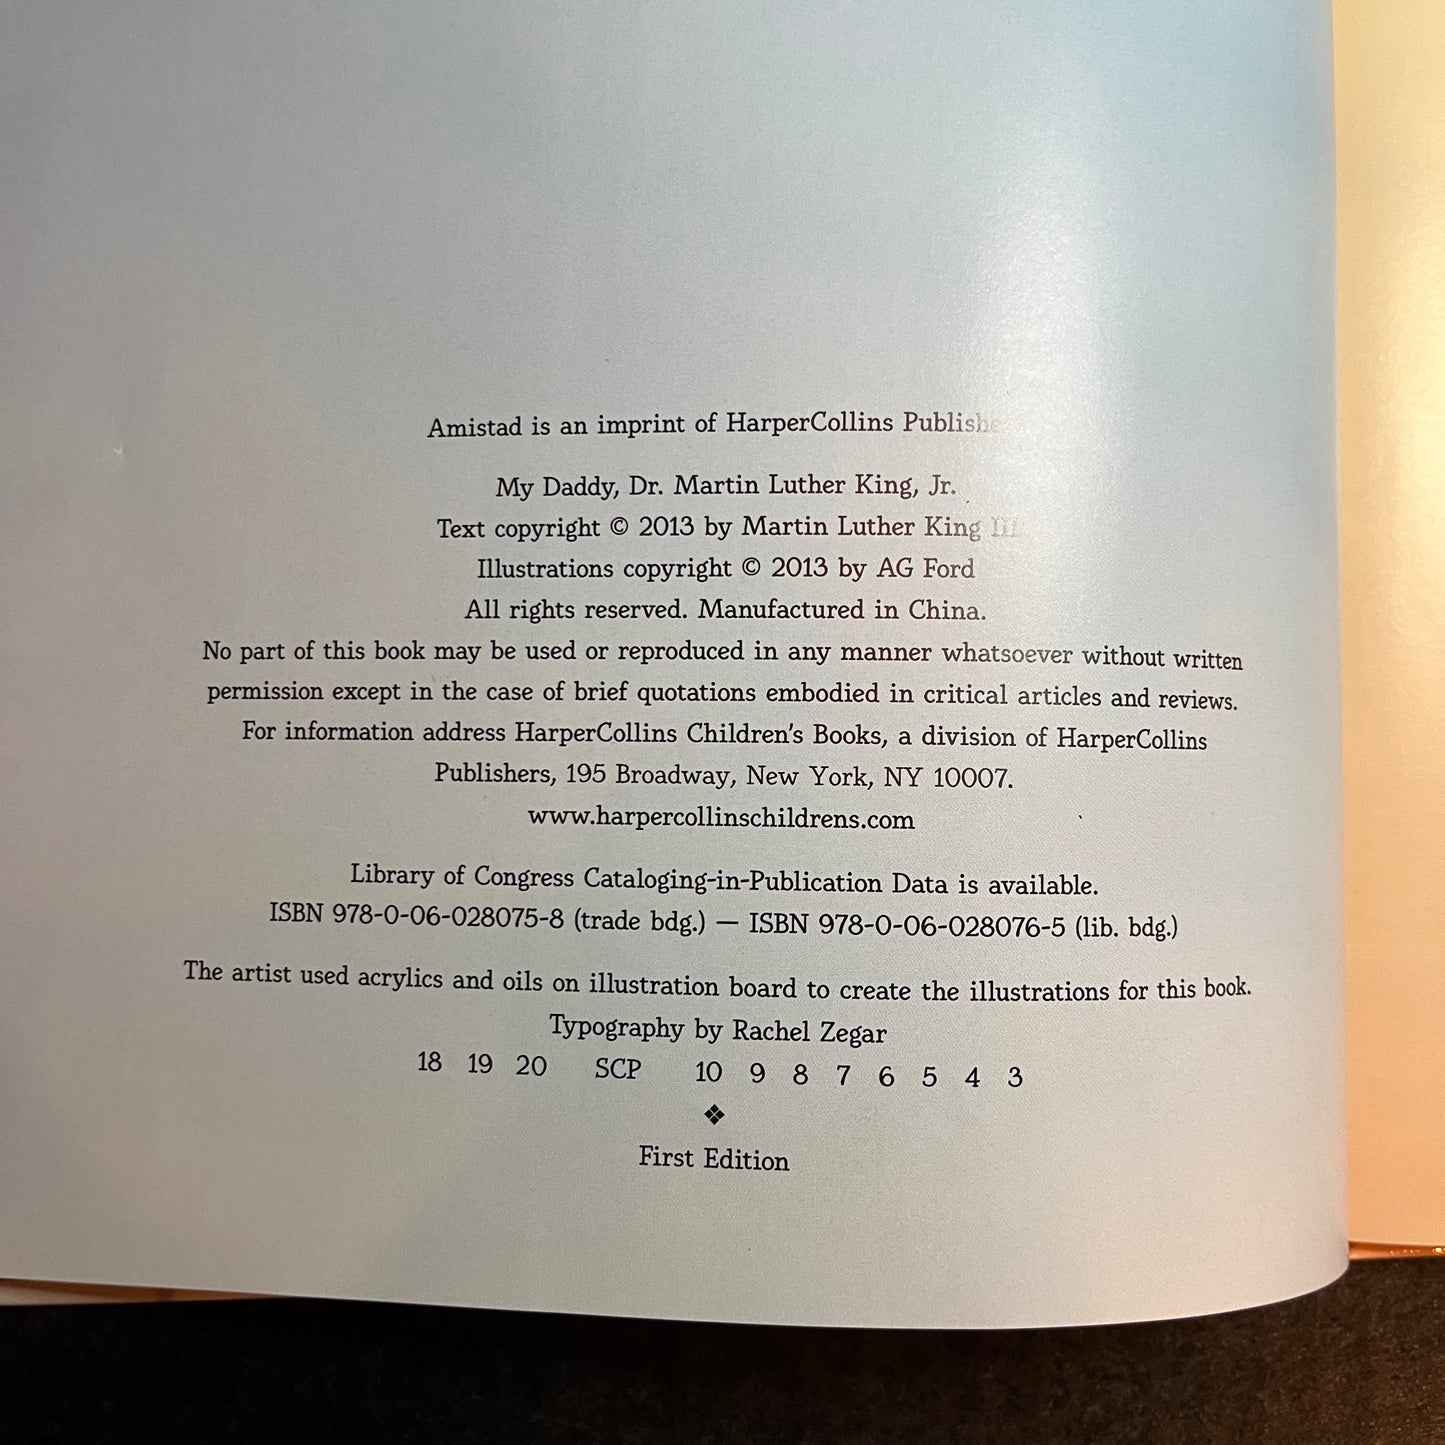 Amistad is an imprint of HarperCollins Publishers.
My Daddy, Dr. Martin Luther King, Jr.
Text copyright © 2013 by Martin Luther King III
Illustrations copyright © 2013 by AG Ford
All rights reserved. Manufactured in China.
No part of this book may be used or reproduced in any manner whatsoever without written
permission except in the case of brief quotations embodied in critical articles and reviews.
For information address HarperCollins Children's Books, a division of HarperCollins
Publishers, 195 Broadway, New York, NY 10007.
www.harpercollinschildrens.com
Library of Congress Cataloging-in-Publication Data is available.
ISBN 978-0-06-028075-8 (trade bdg.) — ISBN 978-0-06-028076-5 (lib. bdg.)
The artist used acrylics and oils on illustration board to create the illustrations for this book.
Typography by Rachel Zegar
18 19 20 SCP 10 9 8 7 6 5 4 3
❖
First Edition